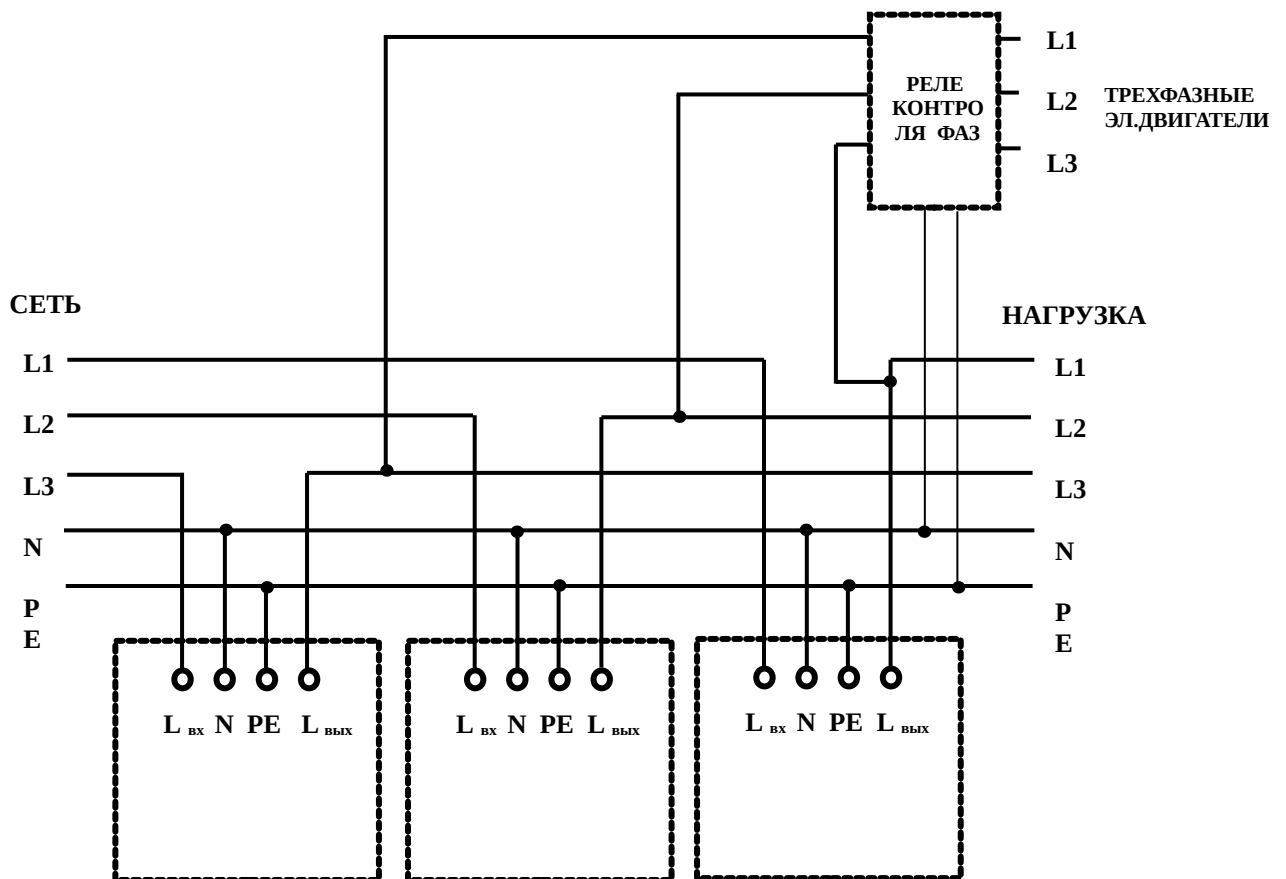 L1
РЕЛЕ
КОНТРО
ЛЯ ФАЗ
L2
ТРЕХФАЗНЫЕ
ЭЛ.ДВИГАТЕЛИ
L3
СЕТЬ
НАГРУЗКА
L1
L1
L2
L2
L3
L3
N
N
P
E
P
E
L вх N PE L вых
L вх N PE L вых
L вх N PE L вых